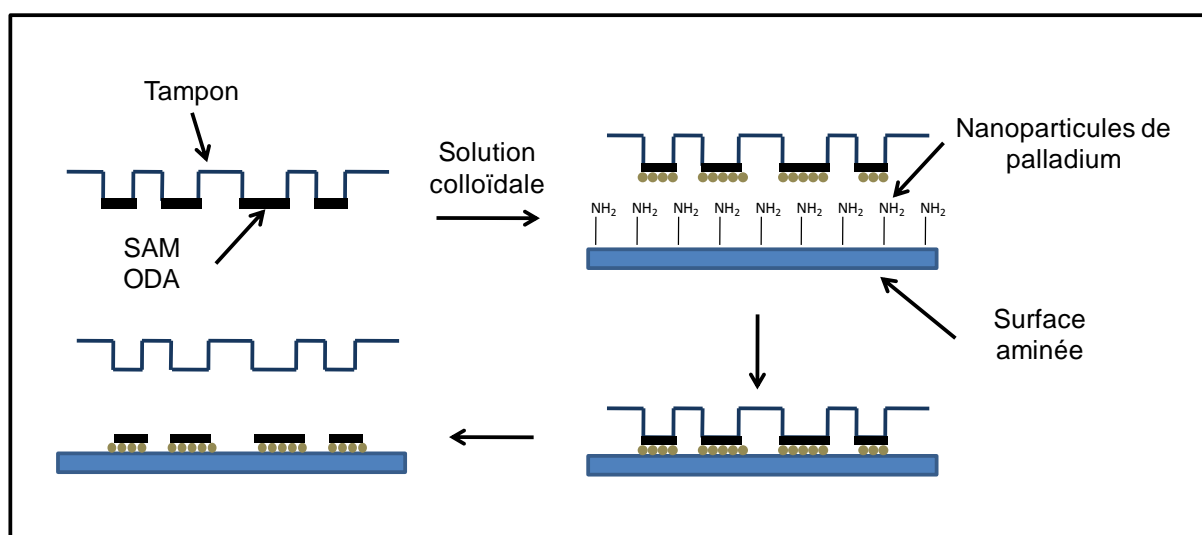 Tampon
SAM
ODA
Solution
colloïdale
Nanoparticules de
palladium
NH₂ NH₂ NH₂ NH₂ NH₂ NH₂ NH₂ NH₂ NH₂
Surface
aminée